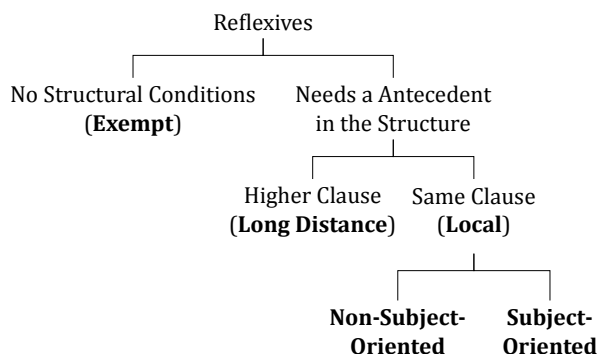 Reflexives
No Structural Conditions
(Exempt)
Needs a Antecedent
in the Structure
Higher Clause
(Long Distance)
Same Clause
(Local)
Non-Subject-
Oriented
Subject-
Oriented